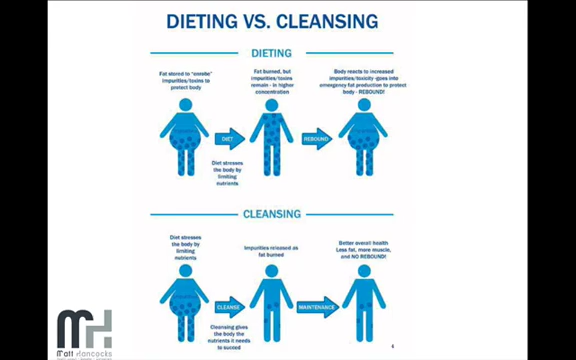 DIETING VS. CLEANSING
DIETING
Fat stored to "enrobe"
impurities/toxins to
protect body
Fat burned, but
impurities/toxins
remain - in higher
concentration
Body reacts to increased
impurities/toxicity -goes into
emergency fat production to protect
body - REBOUND!
DIET
REBOUND
Diet stresses
the body by
limiting
nutrients
CLEANSING
Diet stresses
the body by
limiting
nutrients
Impurities released as
fat burned
Better overall health
Less fat, more muscle,
and NO REBOUND!
CLEANSE
MAINTENANCE
Cleansing gives
the body the
nutrients it needs
to succeed
4
MH
Matt Hancocks